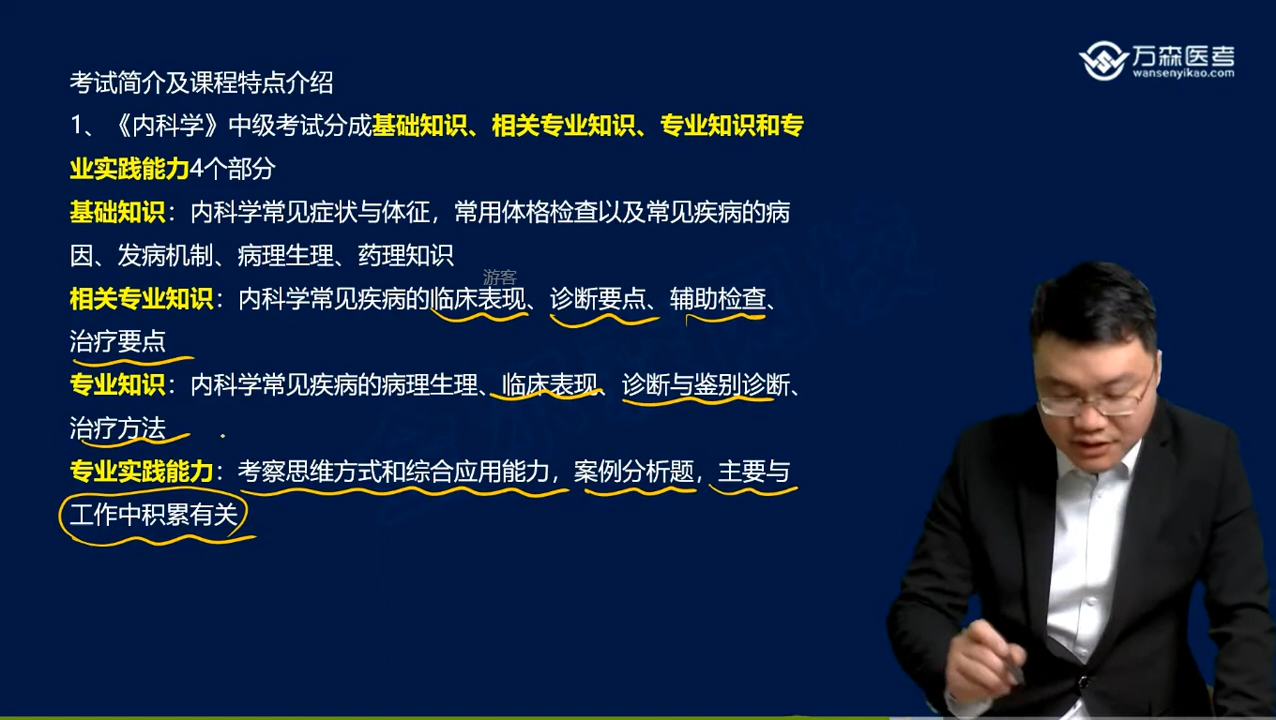 万森医考
wansenyikao.com
考试简介及课程特点介绍
1、《内科学》中级考试分成基础知识、相关专业知识、专业知识和专
业实践能力4个部分
基础知识：内科学常见症状与体征，常用体格检查以及常见疾病的病
因、发病机制、病理生理、药理知识
游客
相关专业知识：内科学常见疾病的临床表现、诊断要点、辅助检查、
治疗要点
专业知识：内科学常见疾病的病理生理、临床表现、诊断与鉴别诊断、
治疗方法
专业实践能力：考察思维方式和综合应用能力，案例分析题，主要与
工作中积累有关